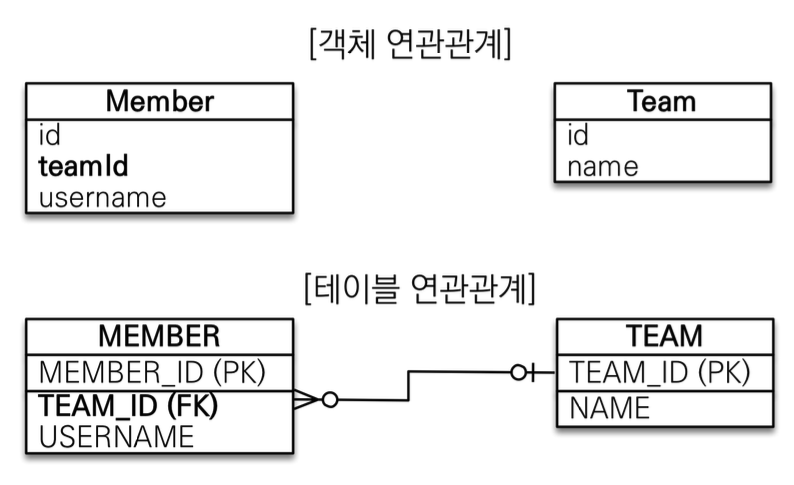 [객체 연관관계]
Member
id
teamId
username
Team
id
name
[테이블 연관관계]
MEMBER
MEMBER_ID (PK)
TEAM_ID (FK)
USERNAME
TEAM
TEAM_ID (PK)
NAME